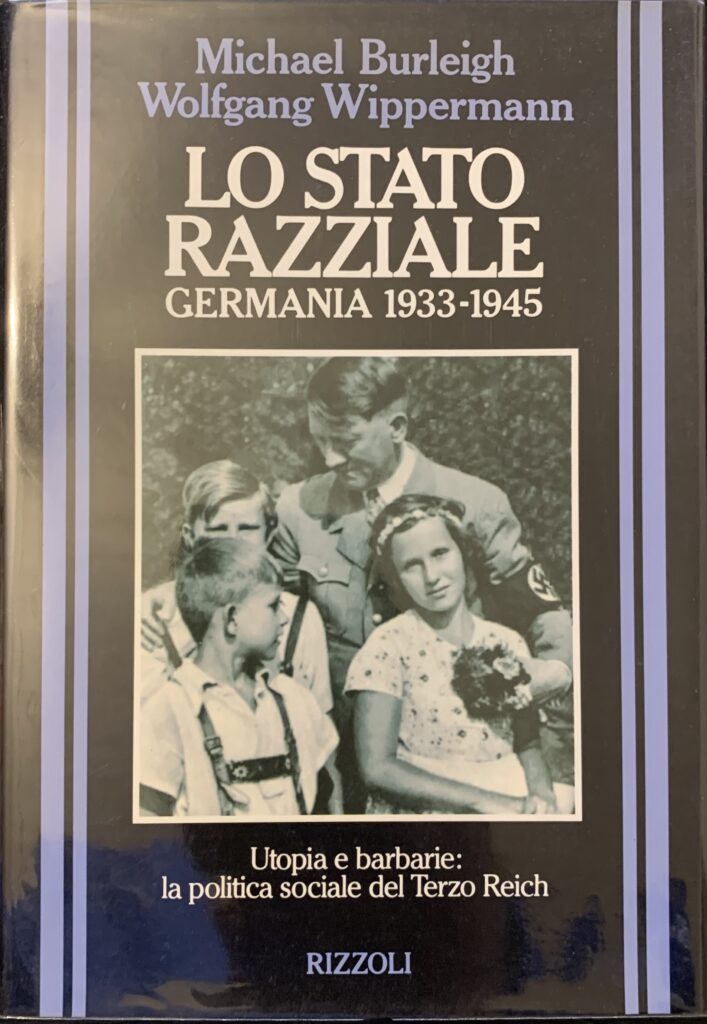 Michael Burleigh
Wolfgang Wippermann
LO STATO
RAZZIALE
GERMANIA 1933-1945
Utopia e barbarie:
la politica sociale del Terzo Reich
RIZZOLI